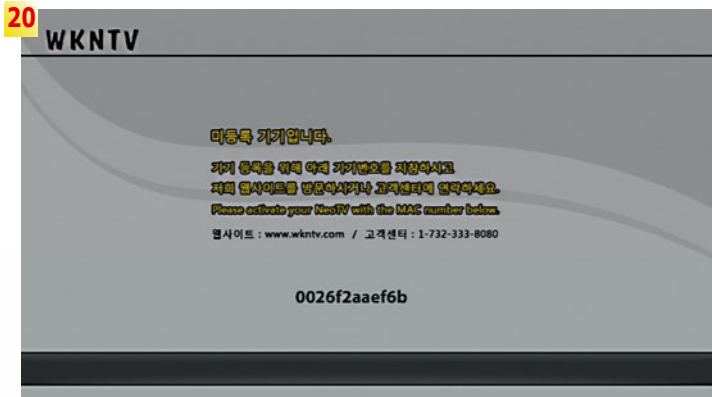 20
WKNTV
미등록 기기입니다.
기기 등록을 위해 아래 기기번호를 지참하시고
저희 웹사이트를 방문하시거나 고객센터에 연락하세요.
Please activate your NeoTV with the MAC number below.
웹사이트 : www.wkntv.com / 고객센터 : 1-732-333-8080
0026f2aaef6b